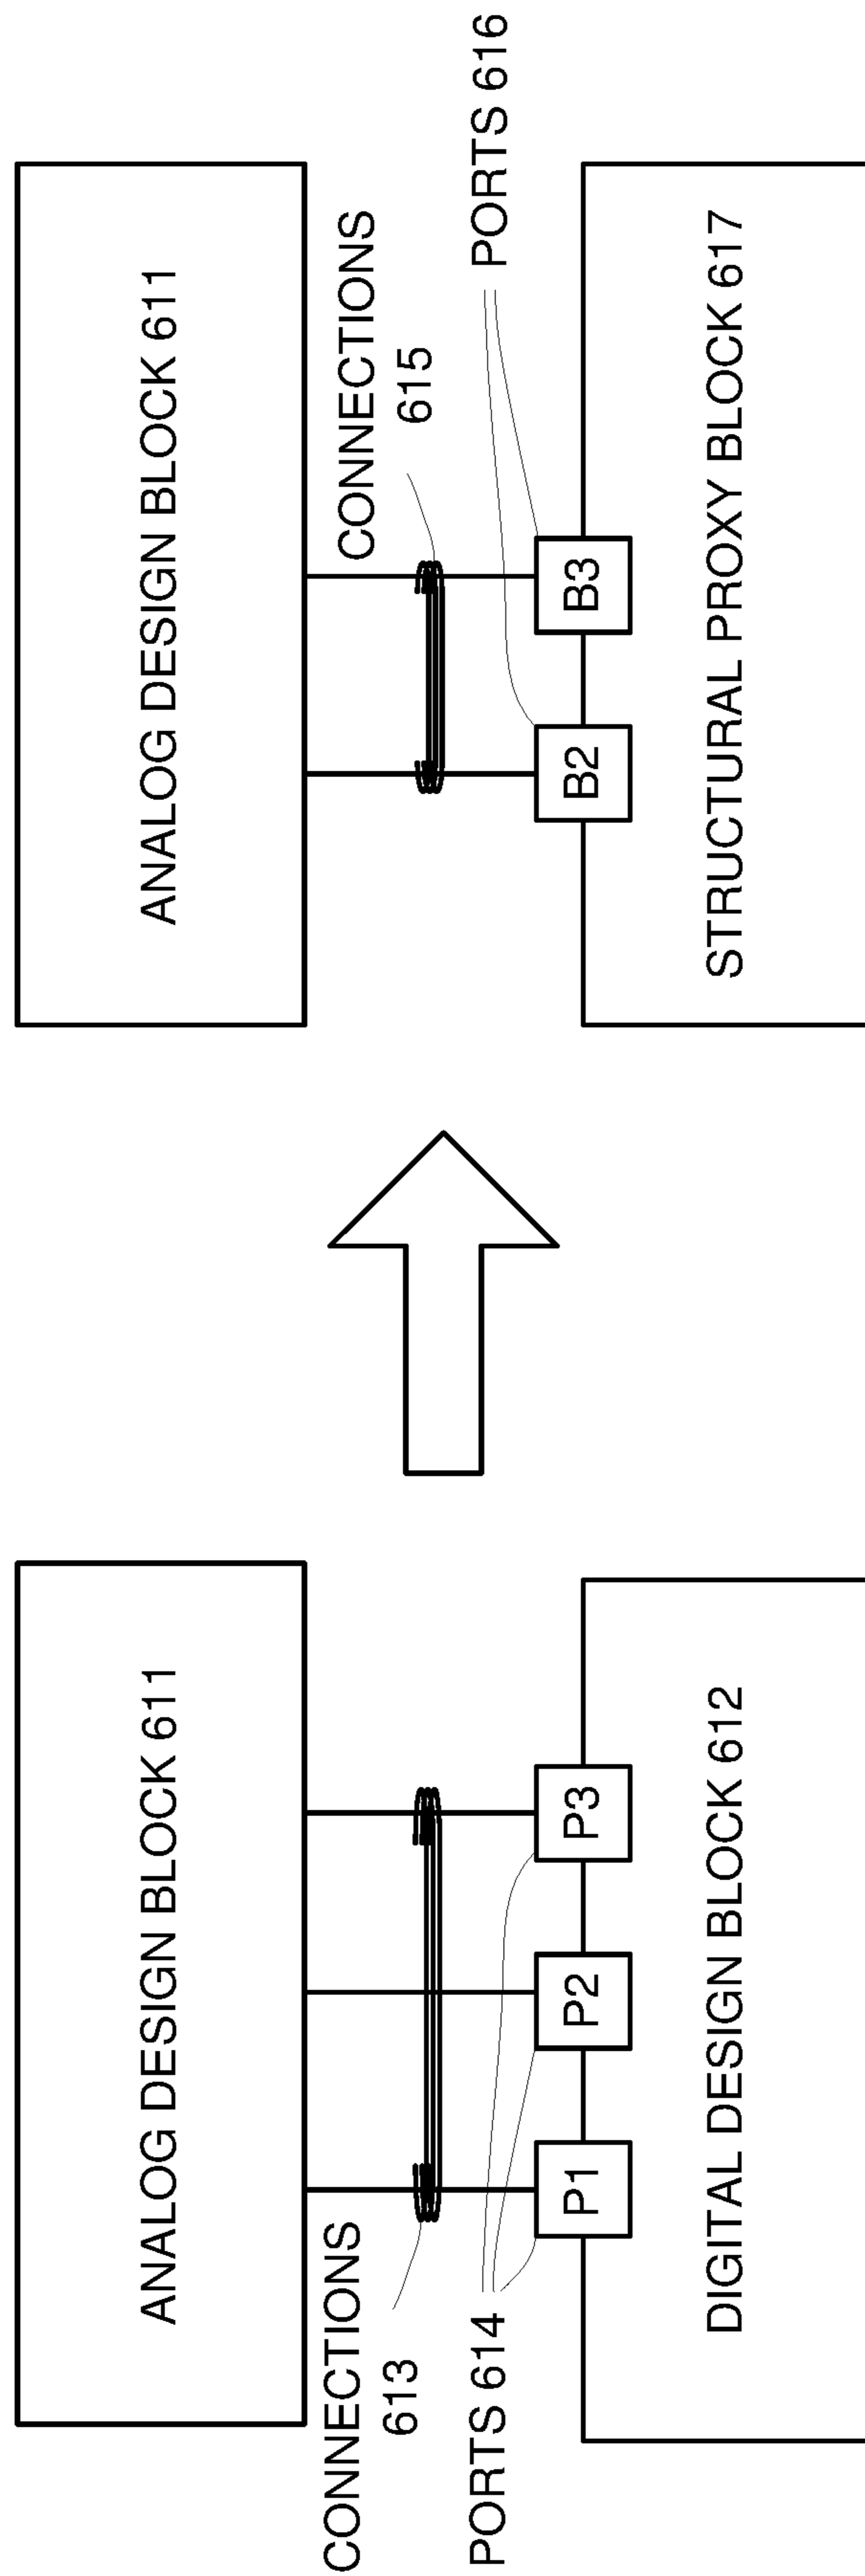 ANALOG DESIGN BLOCK 611
CONNECTIONS
613
PORTS 614
P1
P2
P3
DIGITAL DESIGN BLOCK 612
ANALOG DESIGN BLOCK 611
CONNECTIONS
615
PORTS 616
B2
B3
STRUCTURAL PROXY BLOCK 617